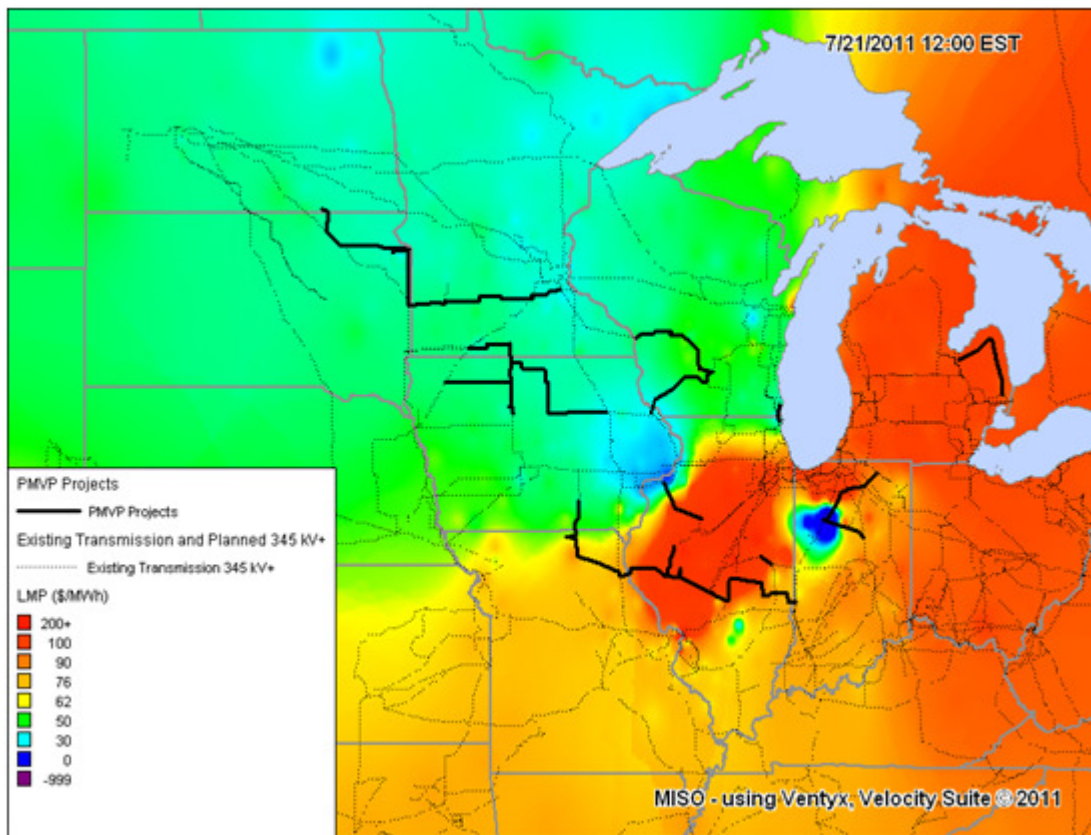 7/21/2011 12:00 EST
PMVP Projects
PMVP Projects
Existing Transmission and Planned 345 kV+
Existing Transmission 345 kV+
LMP ($/MWh)
200+
100
90
76
62
50
30
0
-999
MISO - using Ventyx, Velocity Suite © 2011